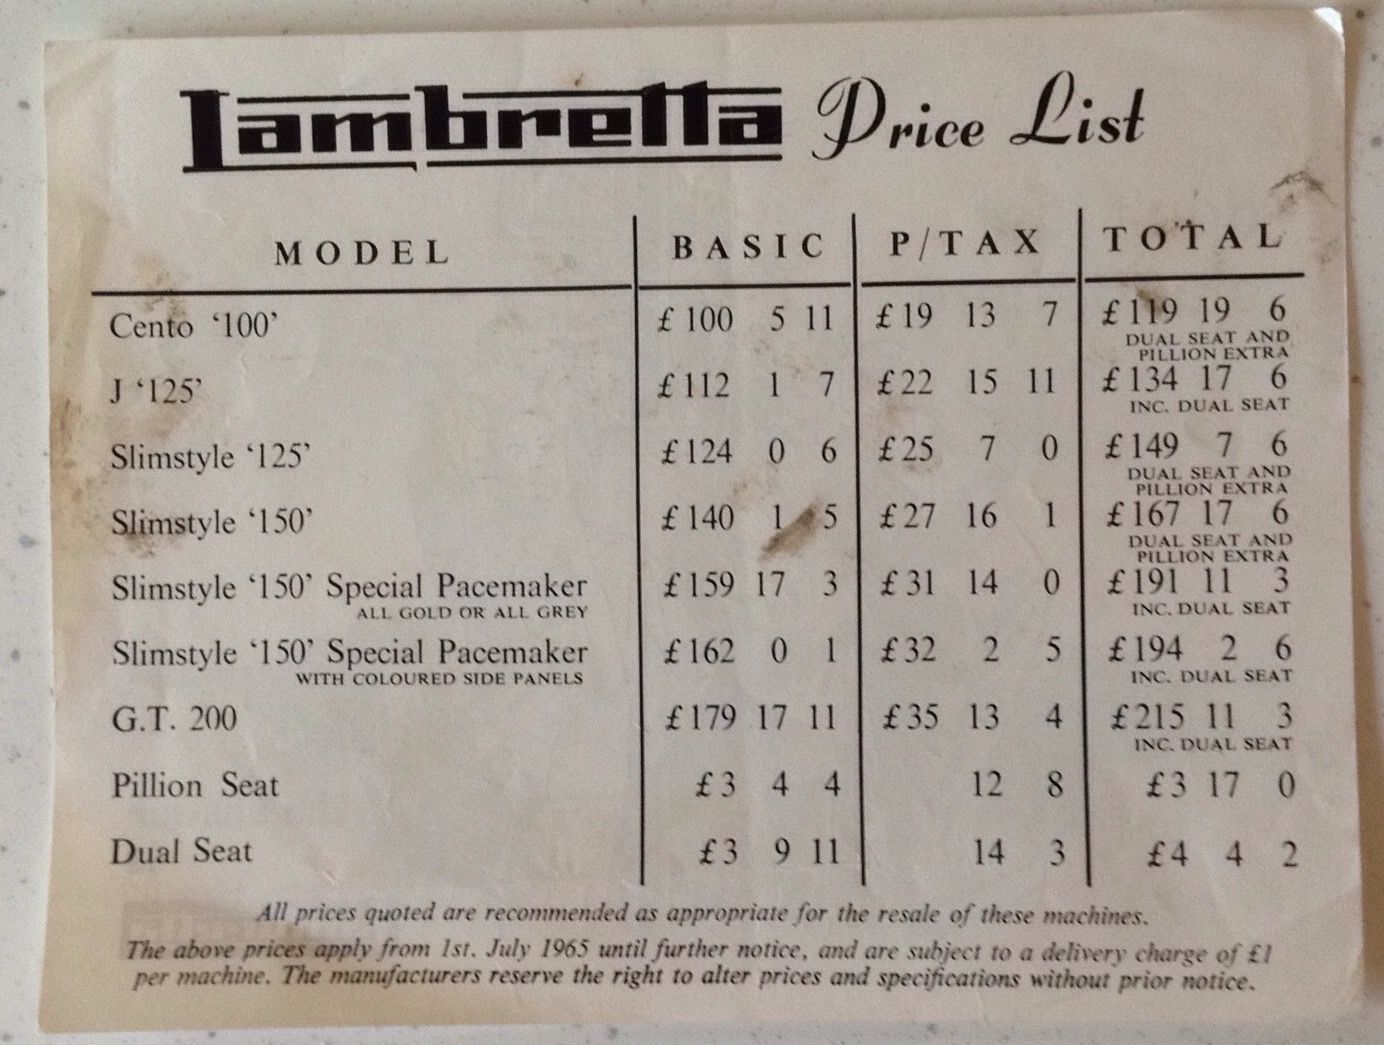 Lambretta Price List
MODEL BASIC P/TAX TOTAL
Cento ‘100’ £100 5 11 £19 13 7 £119 19 6
DUAL SEAT AND
PILLION EXTRA
J ‘125’ £112 1 7 £22 15 11 £134 17 6
INC. DUAL SEAT
Slimstyle ‘125’ £124 0 6 £25 7 0 £149 7 6
DUAL SEAT AND
PILLION EXTRA
Slimstyle ‘150’ £140 1 5 £27 16 1 £167 17 6
DUAL SEAT AND
PILLION EXTRA
Slimstyle ‘150’ Special Pacemaker £159 17 3 £31 14 0 £191 11 3
ALL GOLD OR ALL GREY INC. DUAL SEAT
Slimstyle ‘150’ Special Pacemaker £162 0 1 £32 2 5 £194 2 6
WITH COLOURED SIDE PANELS INC. DUAL SEAT
G.T. 200 £179 17 11 £35 13 4 £215 11 3
INC. DUAL SEAT
Pillion Seat £3 4 4 12 8 £3 17 0
Dual Seat £3 9 11 14 3 £4 4 2
All prices quoted are recommended as appropriate for the resale of these machines.
The above prices apply from 1st. July 1965 until further notice, and are subject to a delivery charge of £1
per machine. The manufacturers reserve the right to alter prices and specifications without prior notice.